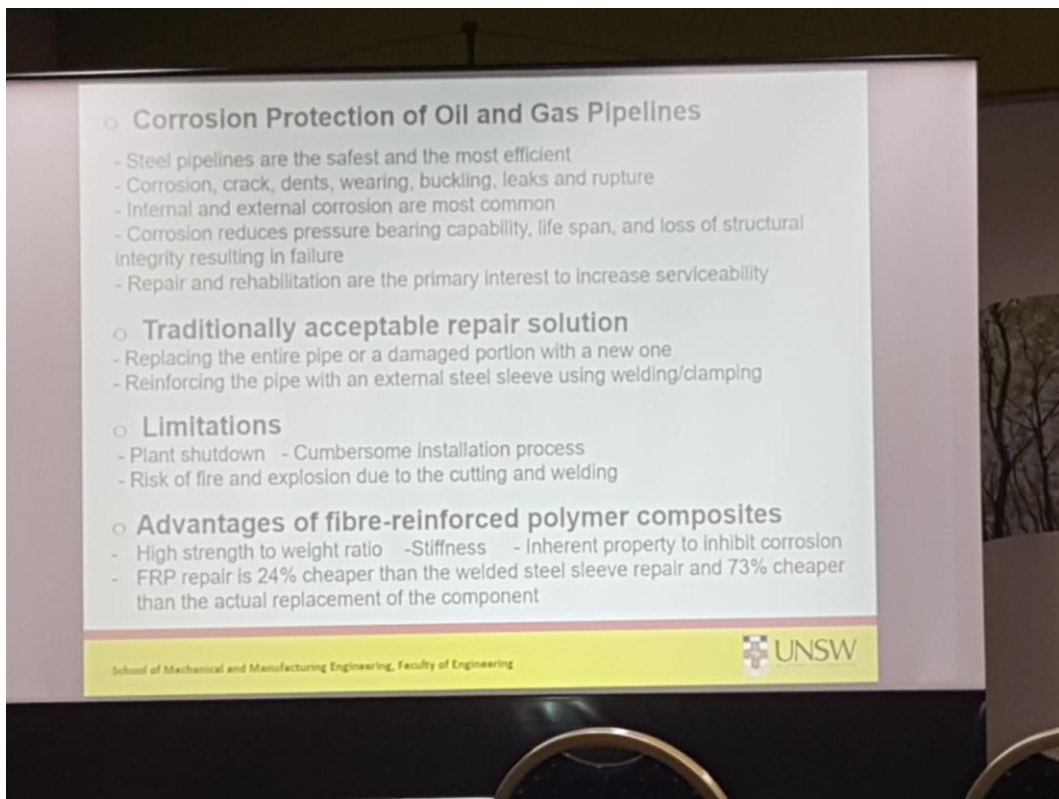 o Corrosion Protection of Oil and Gas Pipelines
- Steel pipelines are the safest and the most efficient
- Corrosion, crack, dents, wearing, buckling, leaks and rupture
- Internal and external corrosion are most common
- Corrosion reduces pressure bearing capability, life span, and loss of structural
integrity resulting in failure
- Repair and rehabilitation are the primary interest to increase serviceability
o Traditionally acceptable repair solution
- Replacing the entire pipe or a damaged portion with a new one
- Reinforcing the pipe with an external steel sleeve using welding/clamping
o Limitations
- Plant shutdown - Cumbersome installation process
- Risk of fire and explosion due to the cutting and welding
o Advantages of fibre-reinforced polymer composites
- High strength to weight ratio -Stiffness - Inherent property to inhibit corrosion
- FRP repair is 24% cheaper than the welded steel sleeve repair and 73% cheaper
than the actual replacement of the component
School of Mechanical and Manufacturing Engineering, Faculty of Engineering
UNSW